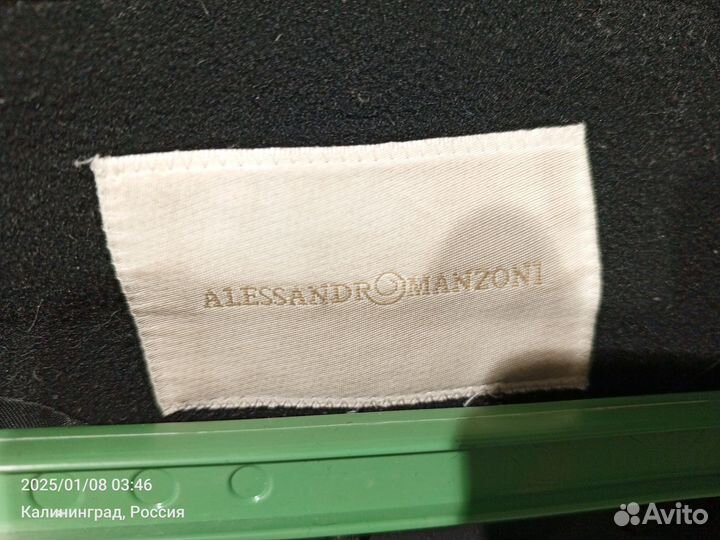 ALESSANDRO MANZONI
2025/01/08 03:46
Калининград, Россия
Avito